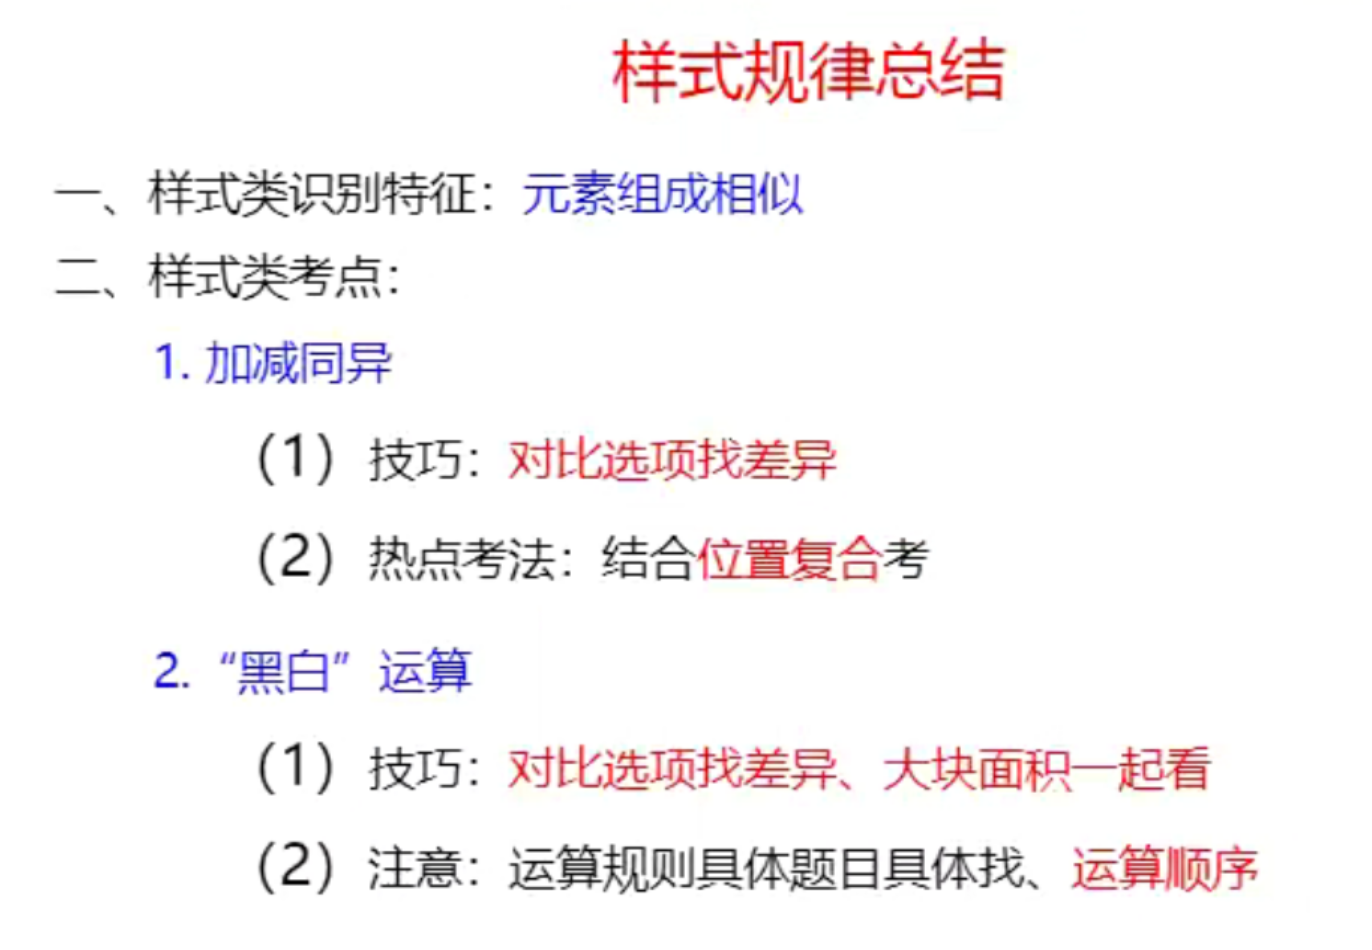 样式规律总结
一、样式类识别特征：元素组成相似
二、样式类考点：
1. 加减同异
（1）技巧：对比选项找差异
（2）热点考法：结合位置复合考
2. “黑白”运算
（1）技巧：对比选项找差异、大块面积一起看
（2）注意：运算规则具体题目具体找、运算顺序